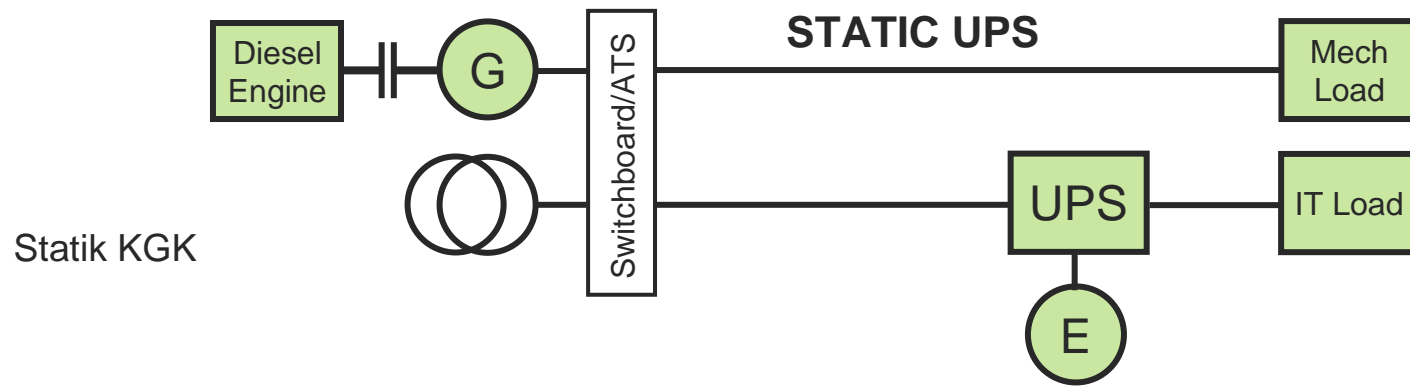 STATIC UPS
Diesel
Engine
G
Switchboard/ATS
Mech
Load
UPS
IT Load
Statik KGK
E